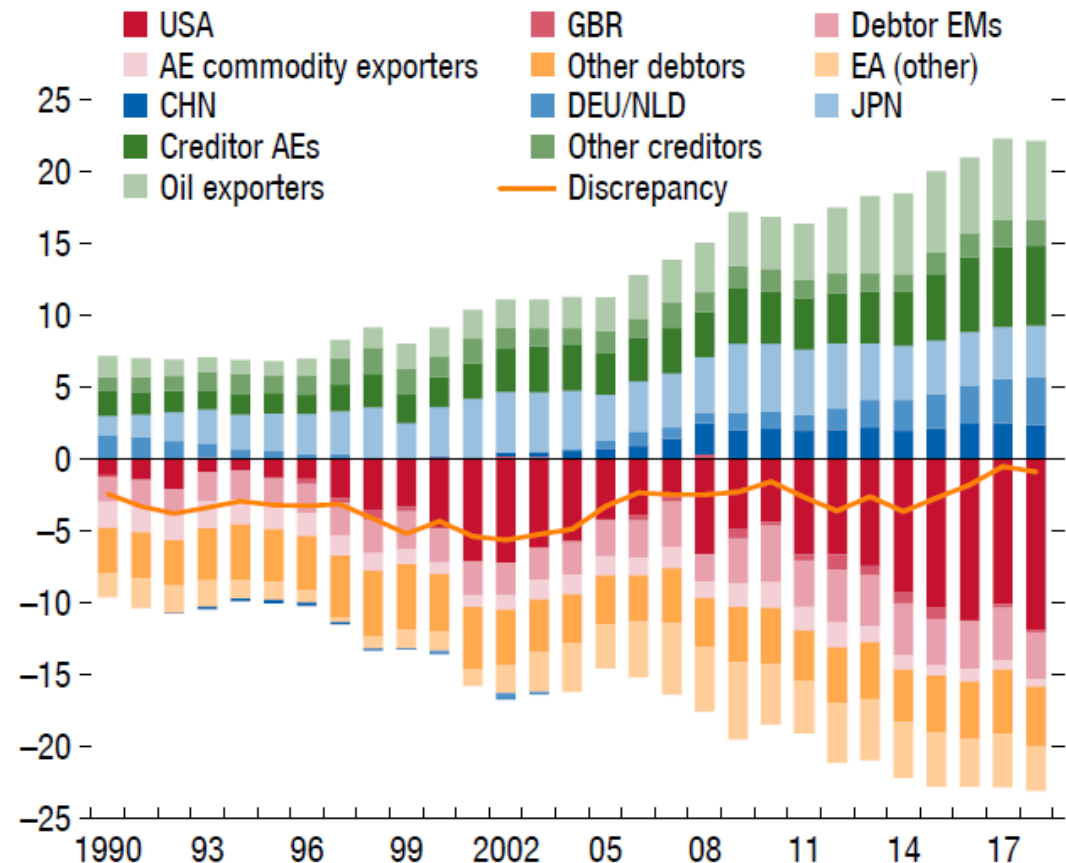 USA GBR Debtor EMs
AE commodity exporters Other debtors EA (other)
CHN DEU/NLD JPN
Creditor AEs Other creditors
Oil exporters Discrepancy
25
20
15
10
5
0
–5
–10
–15
–20
–25
1990 93 96 99 2002 05 08 11 14 17